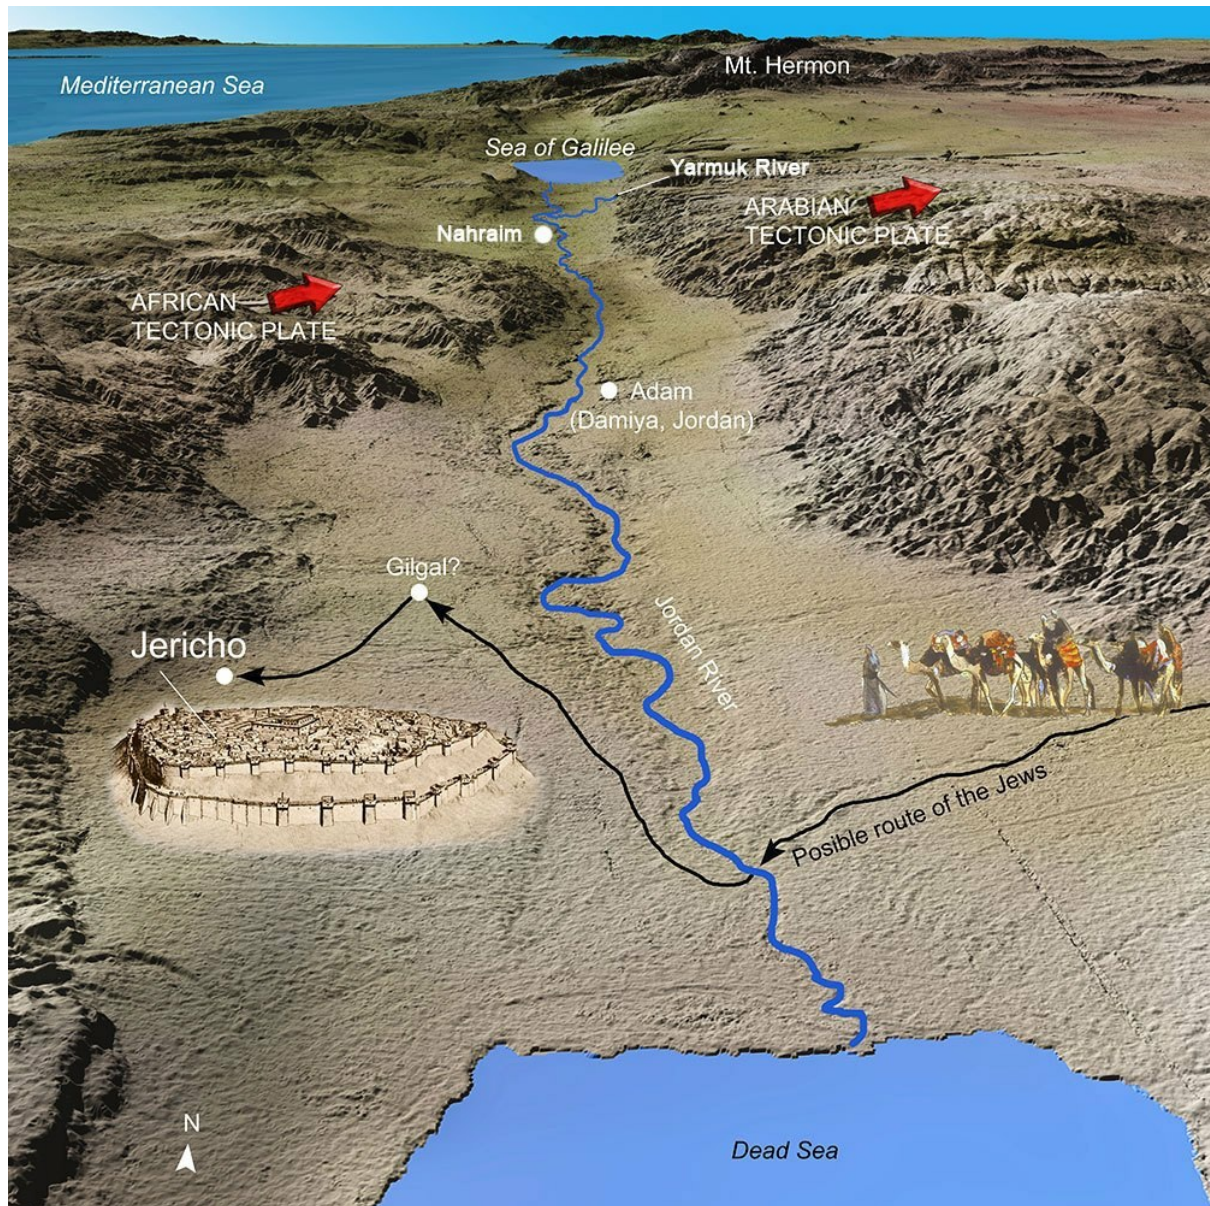 Mediterranean Sea
Mt. Hermon
Sea of Galilee
Yarmuk River
ARABIAN
TECTONIC PLATE
Nahraim
AFRICAN
TECTONIC PLATE
Adam
(Damiya, Jordan)
Gilgal?
Jordan River
Jericho
Posible route of the Jews
N
Dead Sea